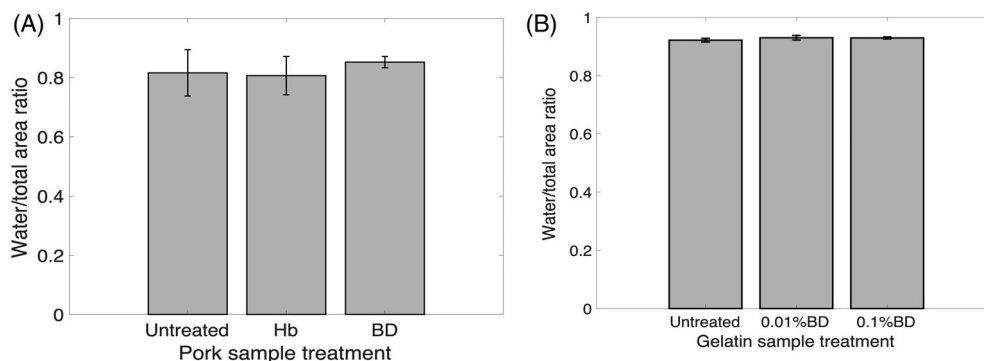 (A)
1
0.8
0.6
0.4
0.2
0
Water/total area ratio
Untreated
Hb
BD
Pork sample treatment
(B)
1
0.8
0.6
0.4
0.2
0
Water/total area ratio
Untreated
0.01%BD
0.1%BD
Gelatin sample treatment